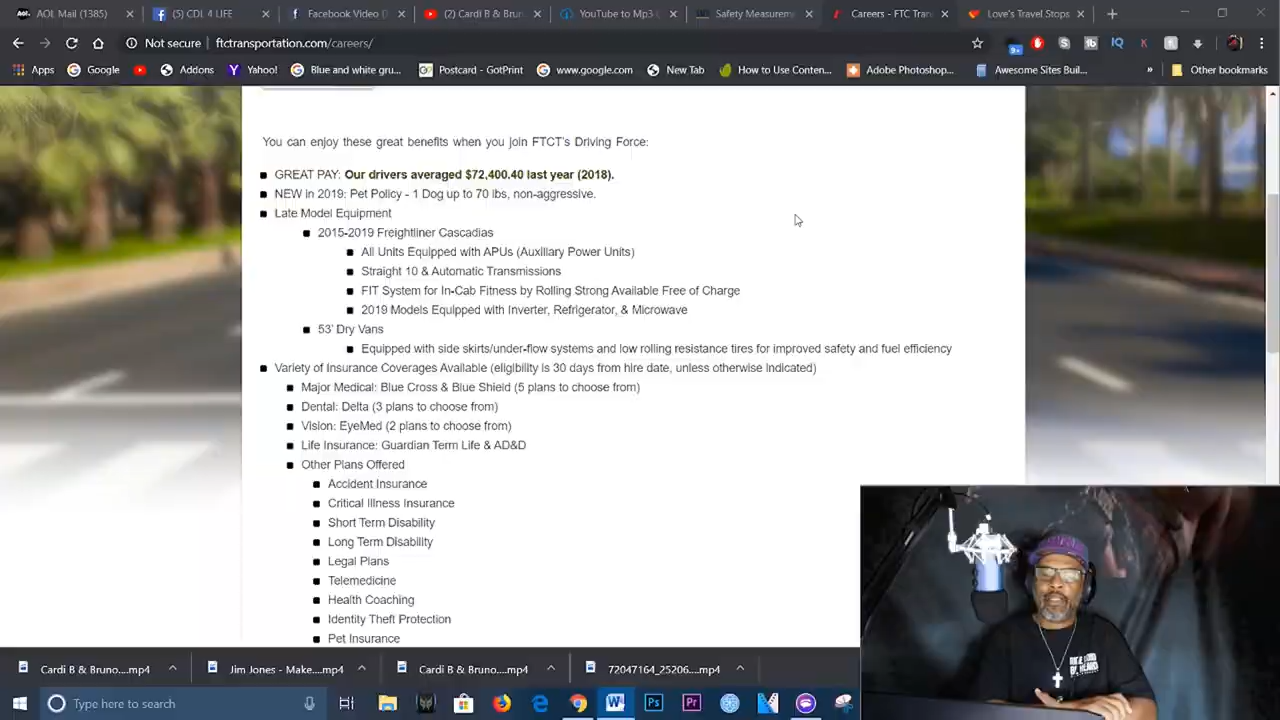 AOL Mail (1385)
(5) CDL 4 LIFE
Facebook Video D
(2) Cardi B & Brun
YouTube to Mp3
Safety Measurem
Careers - FTC Tran
Love's Travel Stops
Not secure | ftctransportation.com/careers/
Apps
Google
Addons
Yahoo!
Blue and white gru...
Postcard - GotPrint
www.google.com
New Tab
How to Use Conten...
Adobe Photoshop...
Awesome Sites Buil...
»
Other bookmarks
You can enjoy these great benefits when you join FTCT's Driving Force:
GREAT PAY: Our drivers averaged $72,400.40 last year (2018).
NEW in 2019: Pet Policy - 1 Dog up to 70 lbs, non-aggressive.
Late Model Equipment
2015-2019 Freightliner Cascadias
All Units Equipped with APUs (Auxiliary Power Units)
Straight 10 & Automatic Transmissions
FIT System for In-Cab Fitness by Rolling Strong Available Free of Charge
2019 Models Equipped with Inverter, Refrigerator, & Microwave
53' Dry Vans
Equipped with side skirts/under-flow systems and low rolling resistance tires for improved safety and fuel efficiency
Variety of Insurance Coverages Available (eligibility is 30 days from hire date, unless otherwise indicated)
Major Medical: Blue Cross & Blue Shield (5 plans to choose from)
Dental: Delta (3 plans to choose from)
Vision: EyeMed (2 plans to choose from)
Life Insurance: Guardian Term Life & AD&D
Other Plans Offered
Accident Insurance
Critical Illness Insurance
Short Term Disability
Long Term Disability
Legal Plans
Telemedicine
Health Coaching
Identity Theft Protection
Pet Insurance
Cardi B & Bruno....mp4
Jim Jones - Make....mp4
Cardi B & Bruno....mp4
72047164_25206....mp4
Type here to search